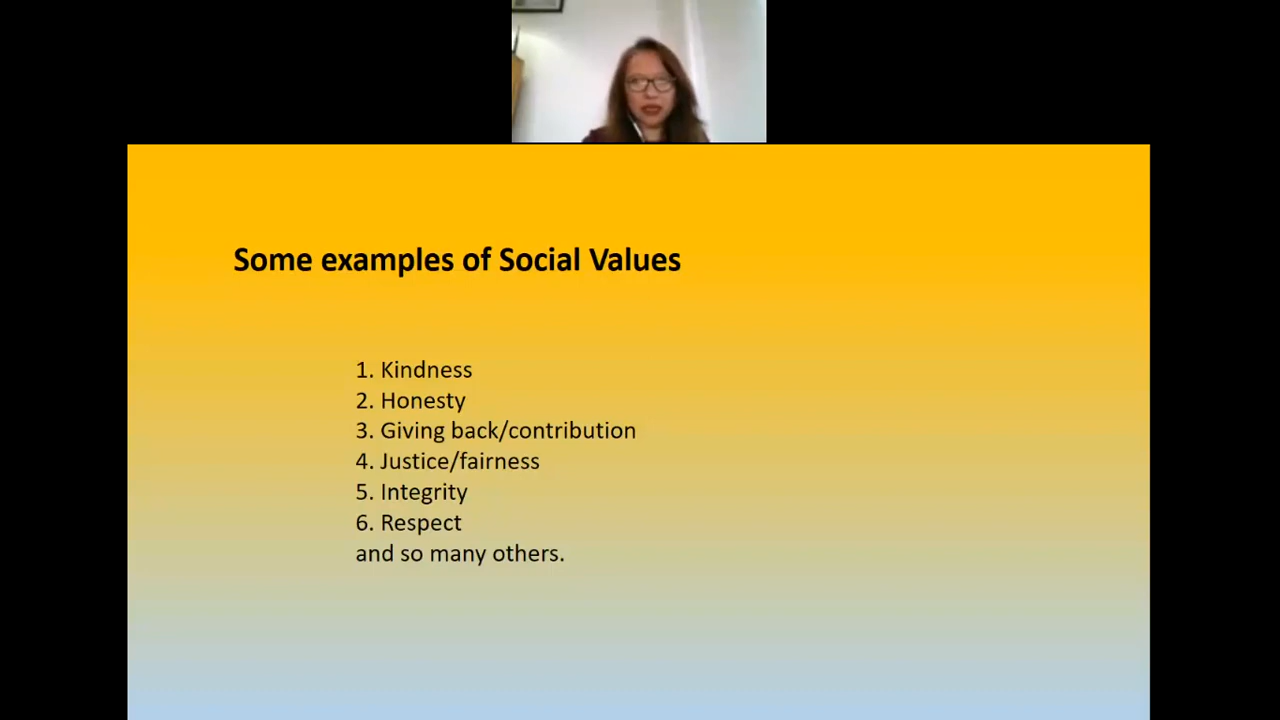 Some examples of Social Values
1. Kindness
2. Honesty
3. Giving back/contribution
4. Justice/fairness
5. Integrity
6. Respect
and so many others.